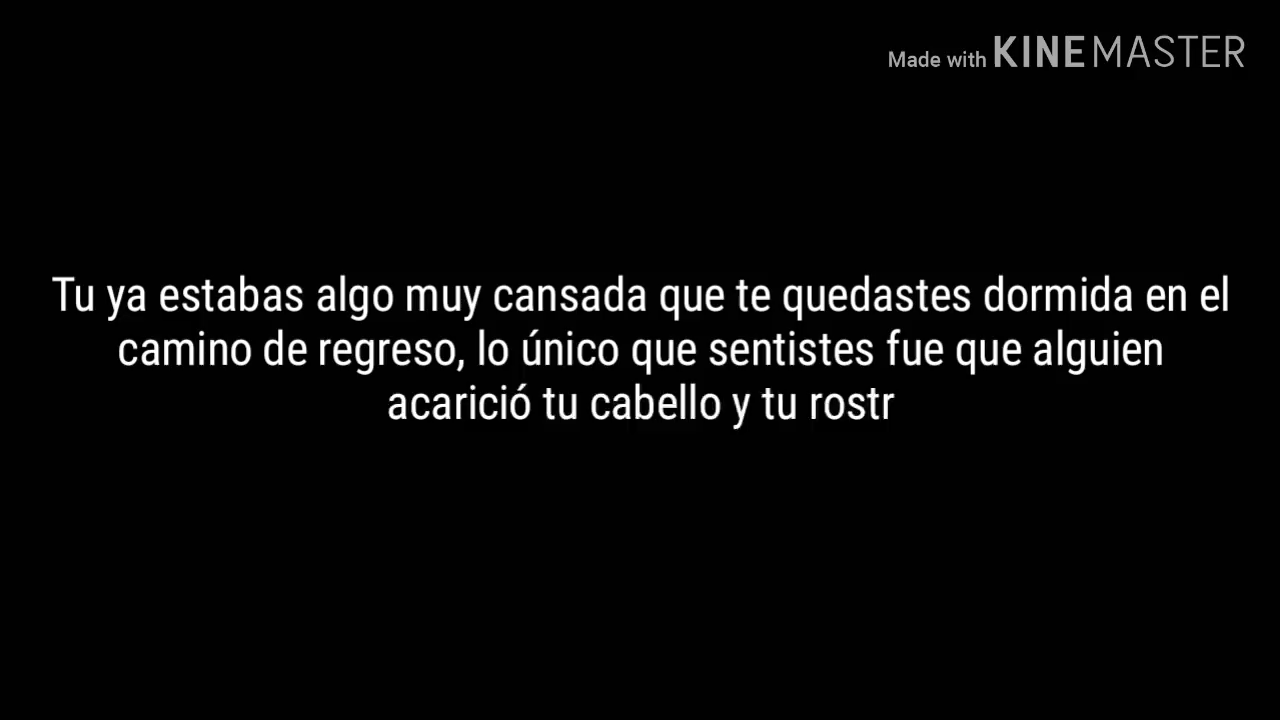 Made with KINEMASTER
Tu ya estabas algo muy cansada que te quedastes dormida en el
camino de regreso, lo único que sentistes fue que alguien
acarició tu cabello y tu rostr